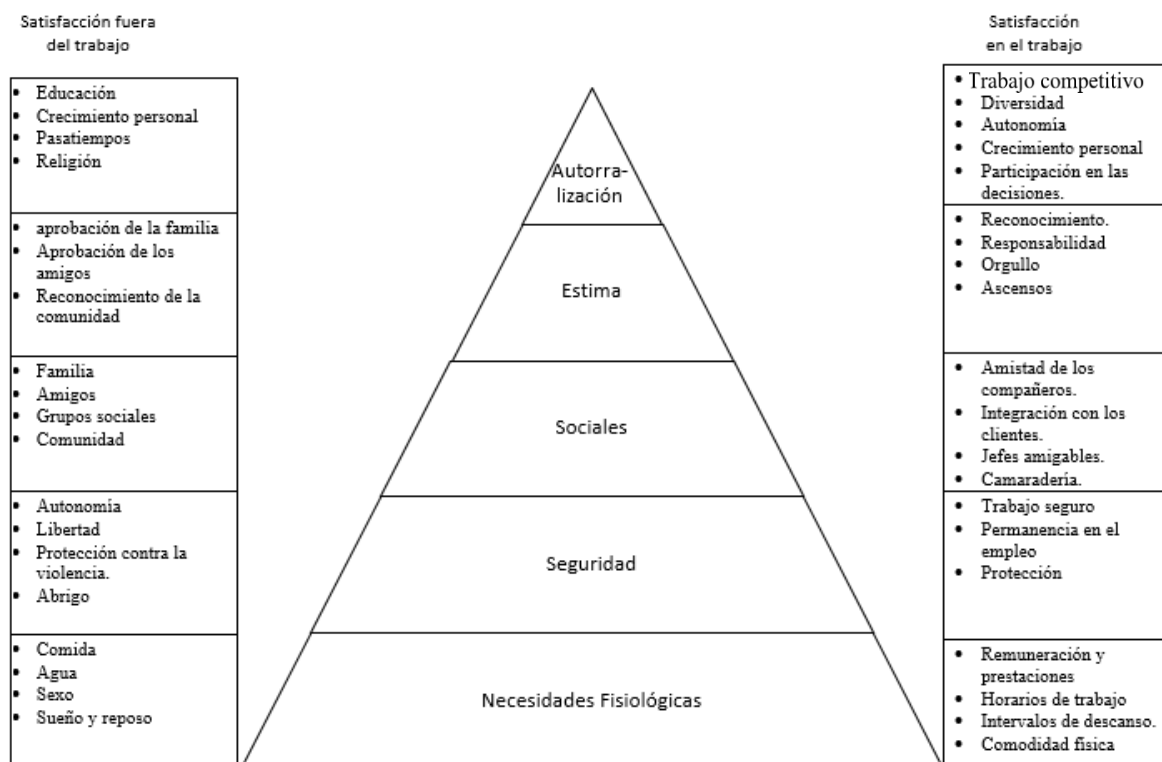 Satisfacción fuera
del trabajo
• Educación
• Crecimiento personal
• Pasatiempos
• Religión
• aprobación de la familia
• Aprobación de los
amigos
• Reconocimiento de la
comunidad
• Familia
• Amigos
• Grupos sociales
• Comunidad
• Autonomía
• Libertad
• Protección contra la
violencia.
• Abrigo
• Comida
• Agua
• Sexo
• Sueño y reposo
Autorra-
lización
Estima
Sociales
Seguridad
Necesidades Fisiológicas
Satisfacción
en el trabajo
• Trabajo competitivo
• Diversidad
• Autonomía
• Crecimiento personal
• Participación en las
decisiones.
• Reconocimiento.
• Responsabilidad
• Orgullo
• Ascensos
• Amistad de los
compañeros.
• Integración con los
clientes.
• Jefes amigables.
• Camaradería.
• Trabajo seguro
• Permanencia en el
empleo
• Protección
• Remuneración y
prestaciones
• Horarios de trabajo
• Intervalos de descanso.
• Comodidad física